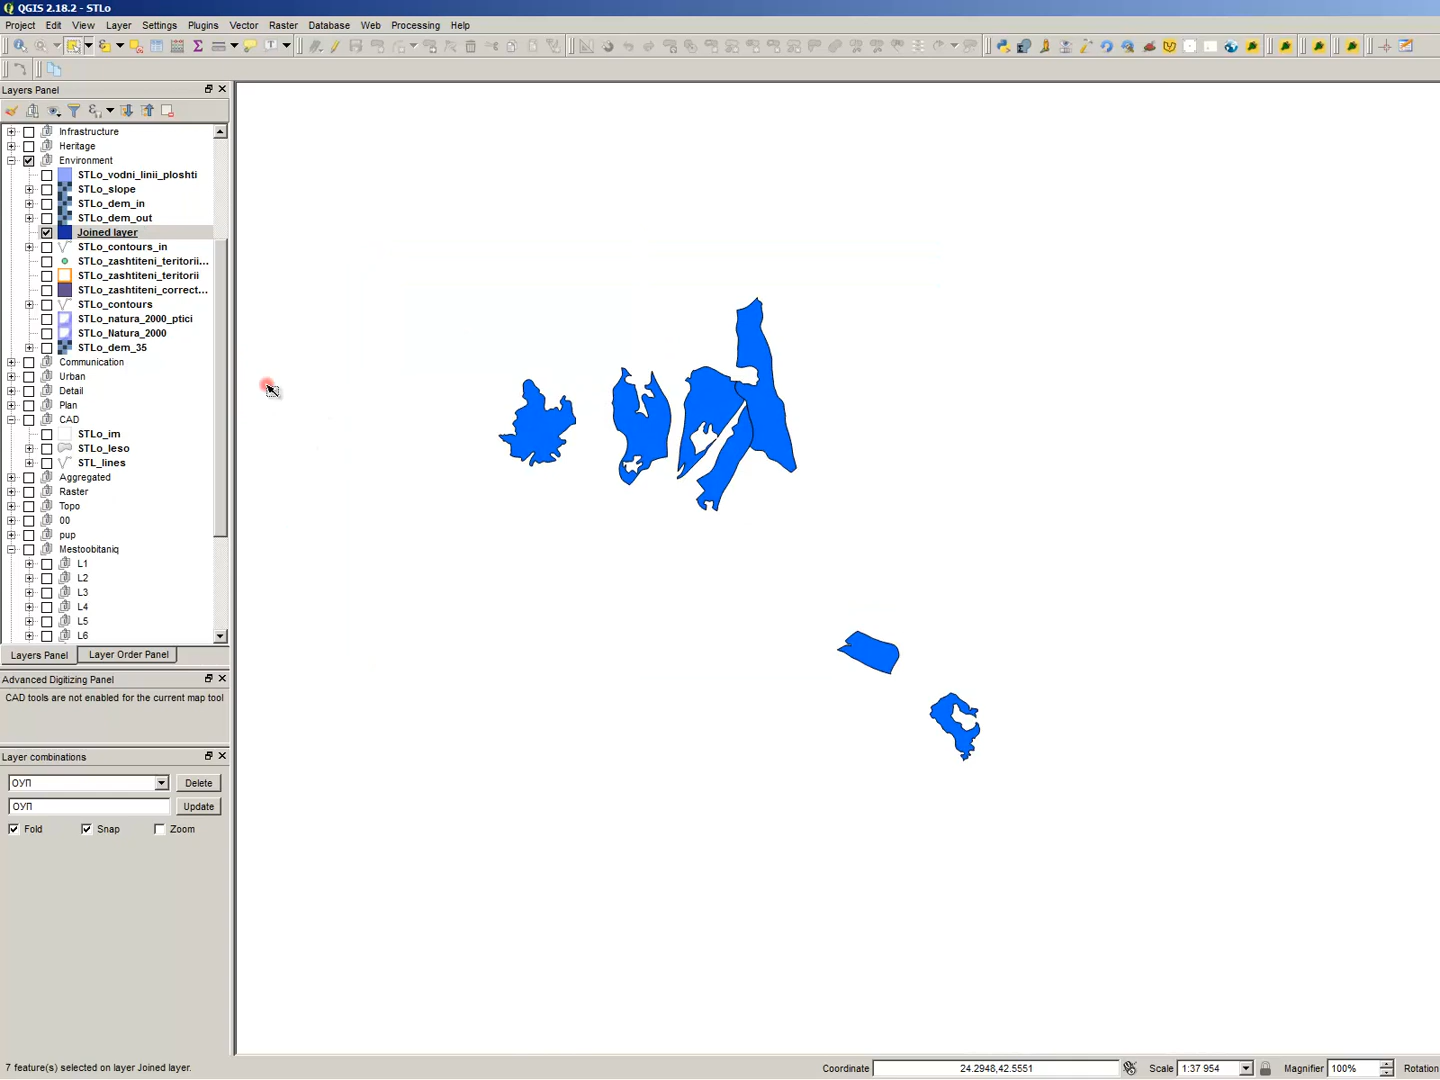 QGIS 2.18.2 - STLo
Project Edit View Layer Settings Plugins Vector Raster Database Web Processing Help
Layers Panel
Infrastructure
Heritage
Environment
STLo_vodni_linii_ploshti
STLo_slope
STLo_dem_in
STLo_dem_out
Joined layer
STLo_contours_in
STLo_zashtiteni_teritorii...
STLo_zashtiteni_teritorii
STLo_zashtiteni_correct...
STLo_contours
STLo_natura_2000_ptici
STLo_Natura_2000
STLo_dem_35
Communication
Urban
Detail
Plan
CAD
STLo_im
STLo_leso
STL_lines
Aggregated
Raster
Topo
00
pup
Mestoobitaniq
L1
L2
L3
L4
L5
L6
Layers Panel Layer Order Panel
Advanced Digitizing Panel
CAD tools are not enabled for the current map tool
Layer combinations
ОУП Delete
ОУП Update
Fold Snap Zoom
7 feature(s) selected on layer Joined layer. Coordinate 24.2948,42.5551 Scale 1:37 954 Magnifier 100% Rotation